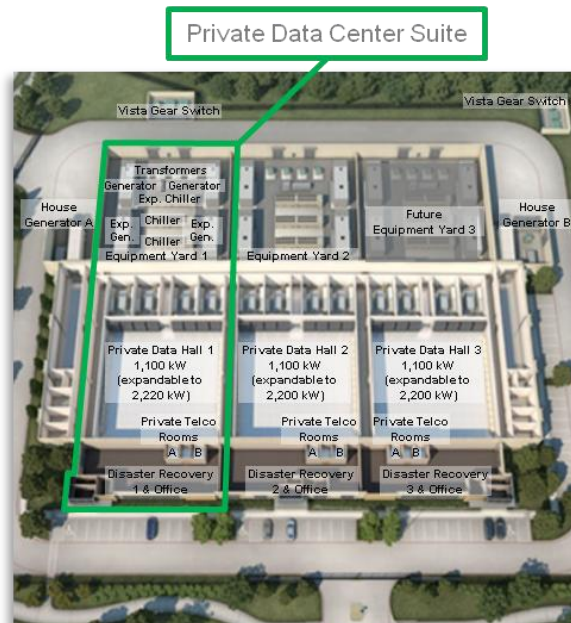 Private Data Center Suite
Vista Gear Switch
Vista Gear Switch
Transformers
Generator Generator
Exp. Chiller
Exp. Gen.
Chiller
Exp. Gen.
Chiller
Equipment Yard 1
Equipment Yard 2
Future
Equipment Yard 3
House
Generator A
House
Generator B
Private Data Hall 1
1,100 kW
(expandable to
2,220 kW)
Private Data Hall 2
1,100 kW
(expandable to
2,200 kW)
Private Data Hall 3
1,100 kW
(expandable to
2,200 kW)
Private Telco
Rooms
A B
Private Telco
Rooms
A B
Private Telco
Rooms
A B
Disaster Recovery
1 & Office
Disaster Recovery
2 & Office
Disaster Recovery
3 & Office